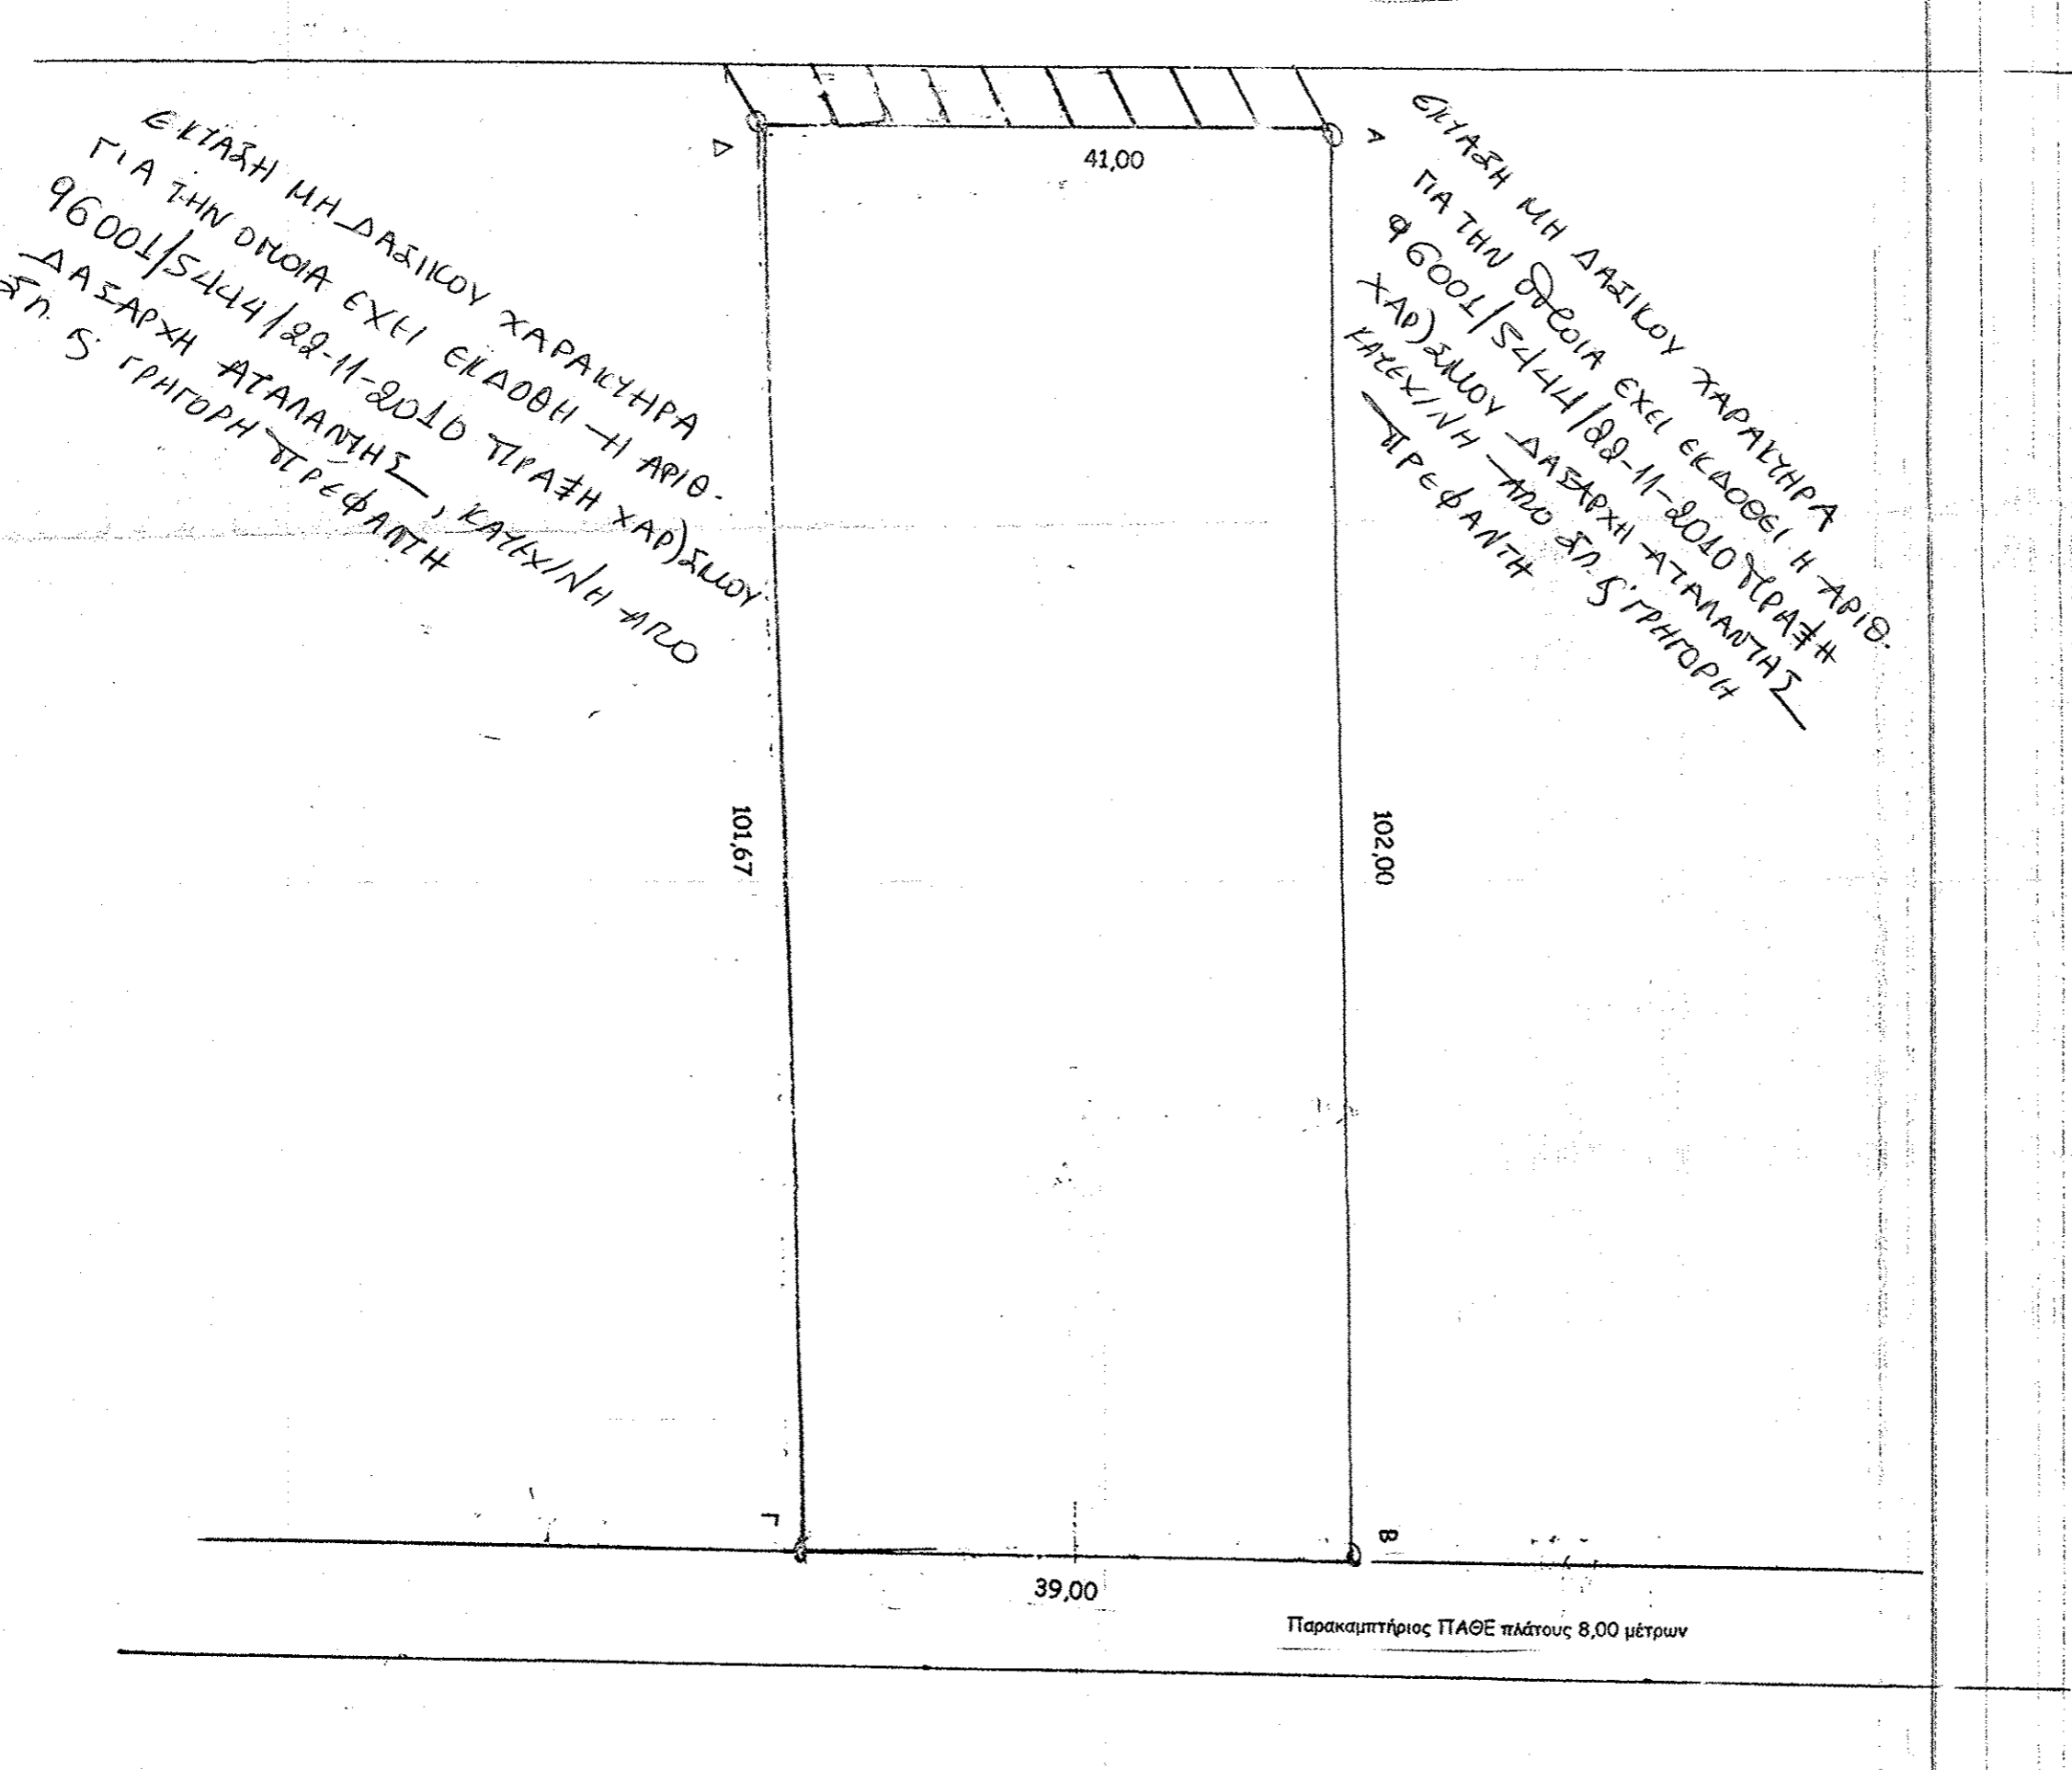 ΕΚΤΑΣΗ ΜΗ ΔΑΣΙΚΟΥ ΧΑΡΑΚΤΗΡΑ
ΓΙΑ ΤΗΝ ΟΠΟΙΑ ΕΧΕΙ ΕΚΔΟΘΗ Η ΑΡΙΘ.
96001/5444/22-11-2010 ΠΡΑΞΗ ΧΑΡ)ΣΜΟΥ
ΔΑΣΑΡΧΗ ΑΤΑΛΑΝΤΗΣ, ΚΑΤΕΧ/ΝΗ ΑΠΟ
ΣΠ. ς ΓΡΗΓΟΡΗ ΠΡΕΦΑΝΤΗ
Δ
41,00
Α
ΕΚΤΑΣΗ ΜΗ ΔΑΣΙΚΟΥ ΧΑΡΑΚΤΗΡΑ
ΓΙΑ ΤΗΝ ΟΠΟΙΑ ΕΧΕΙ ΕΚΔΟΘΕΙ Η ΑΡΙΘ.
96001/5444/22-11-2010 ΠΡΑΞΗ
ΧΑΡ)ΣΜΟΥ ΔΑΣΑΡΧΗ ΑΤΑΛΑΝΤΗΣ
ΚΑΤΕΧ/ΝΗ ΑΠΟ ΣΠ. ς ΓΡΗΓΟΡΗ
ΠΡΕΦΑΝΤΗ
101,67
102,00
Γ
Β
39,00
Παρακαμπτήριος ΠΑΘΕ πλάτους 8,00 μέτρων